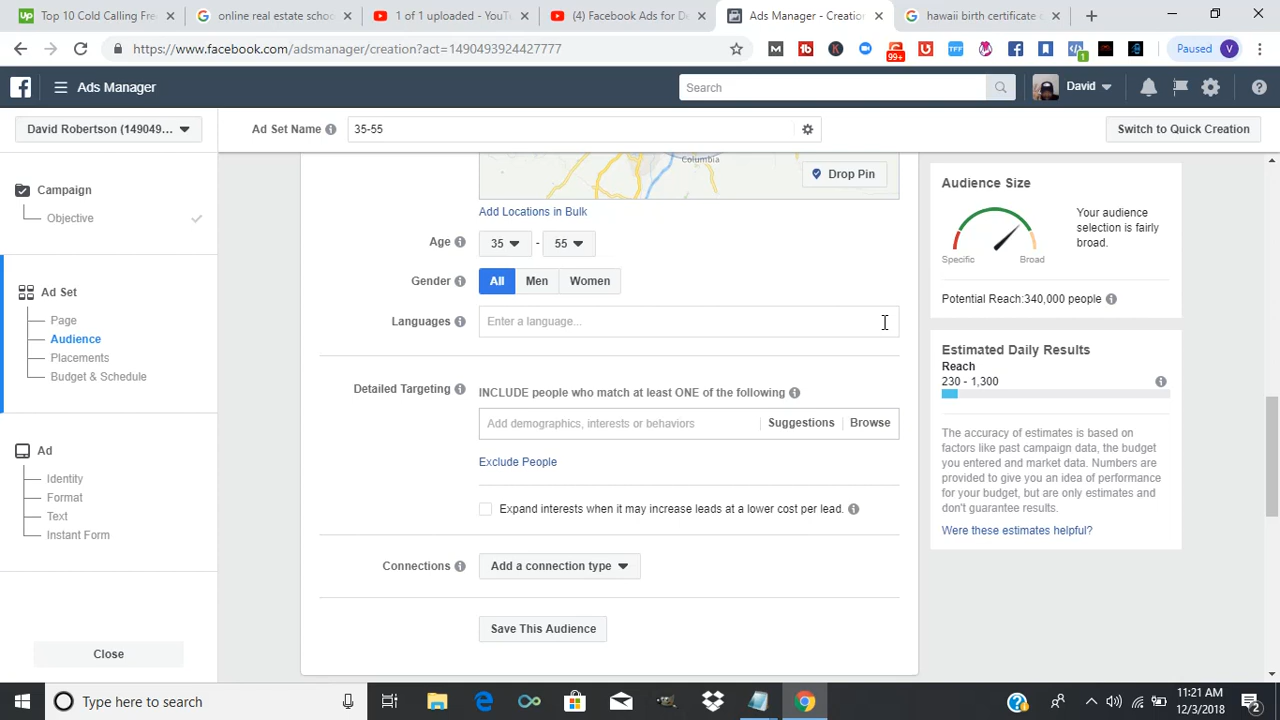 Top 10 Cold Calling Fre
online real estate schoo
1 of 1 uploaded - YouT
(4) Facebook Ads for De
Ads Manager - Creation
hawaii birth certificate
https://www.facebook.com/adsmanager/creation?act=1490493924427777
99+
TFF
1
Paused
V
Ads Manager
Search
David
David Robertson (149049...
Ad Set Name
35-55
Switch to Quick Creation
Campaign
Objective
Ad Set
Page
Audience
Placements
Budget & Schedule
Ad
Identity
Format
Text
Instant Form
Close
Columbia
Drop Pin
Add Locations in Bulk
Age
35 - 55
Gender
All Men Women
Languages
Enter a language...
Detailed Targeting
INCLUDE people who match at least ONE of the following
Add demographics, interests or behaviors
Suggestions
Browse
Exclude People
Expand interests when it may increase leads at a lower cost per lead.
Connections
Add a connection type
Save This Audience
Audience Size
Specific
Broad
Your audience
selection is fairly
broad.
Potential Reach:340,000 people
Estimated Daily Results
Reach
230 - 1,300
The accuracy of estimates is based on
factors like past campaign data, the budget
you entered and market data. Numbers are
provided to give you an idea of performance
for your budget, but are only estimates and
don't guarantee results.
Were these estimates helpful?
Type here to search
11:21 AM
12/3/2018
2